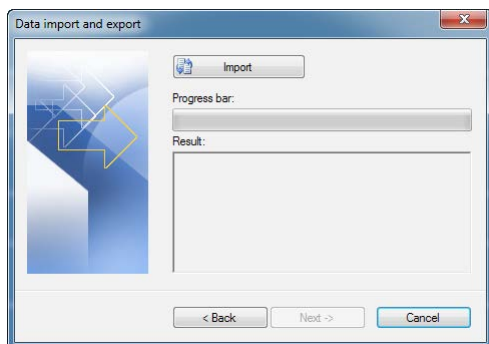 Data import and export
Import
Progress bar:
Result:
< Back
Next ->
Cancel